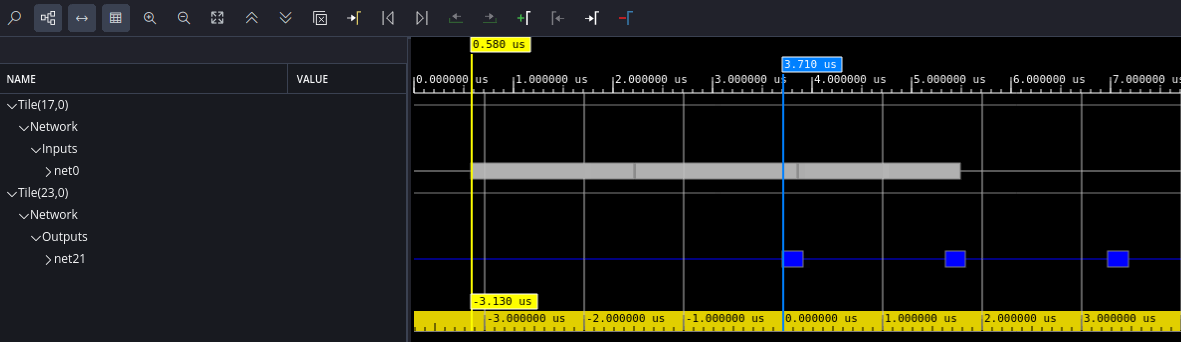 0.580 us
3.710 us
NAME VALUE 0.000000 us 1.000000 us 2.000000 us 3.000000 us 4.000000 us 5.000000 us 6.000000 us 7.000000 us
Tile(17,0)
Network
Inputs
net0
Tile(23,0)
Network
Outputs
net21
-3.130 us
-3.000000 us -2.000000 us -1.000000 us 0.000000 us 1.000000 us 2.000000 us 3.000000 us